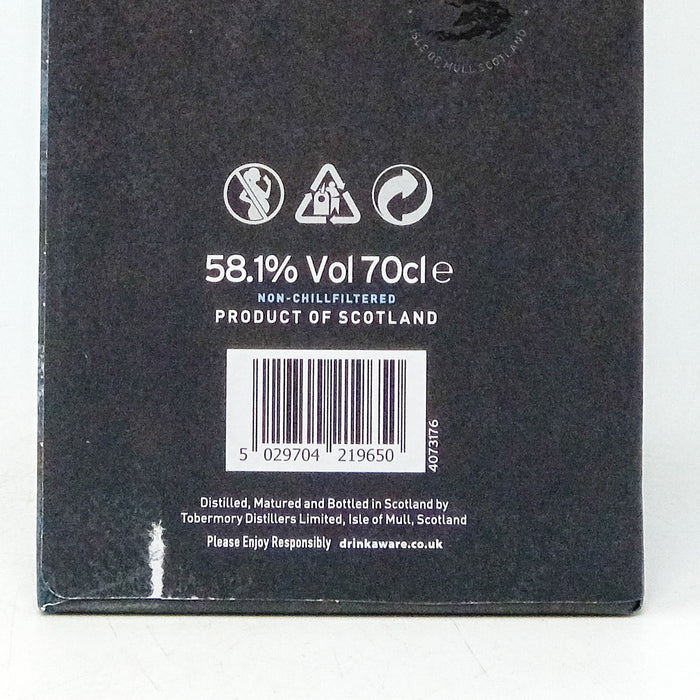 ISLE OF MULL SCOTLAND
58.1% Vol 70cl e
NON-CHILLFILTERED
PRODUCT OF SCOTLAND
5 029704 219650
4073176
Distilled, Matured and Bottled in Scotland by
Tobermory Distillers Limited, Isle of Mull, Scotland
Please Enjoy Responsibly drinkaware.co.uk